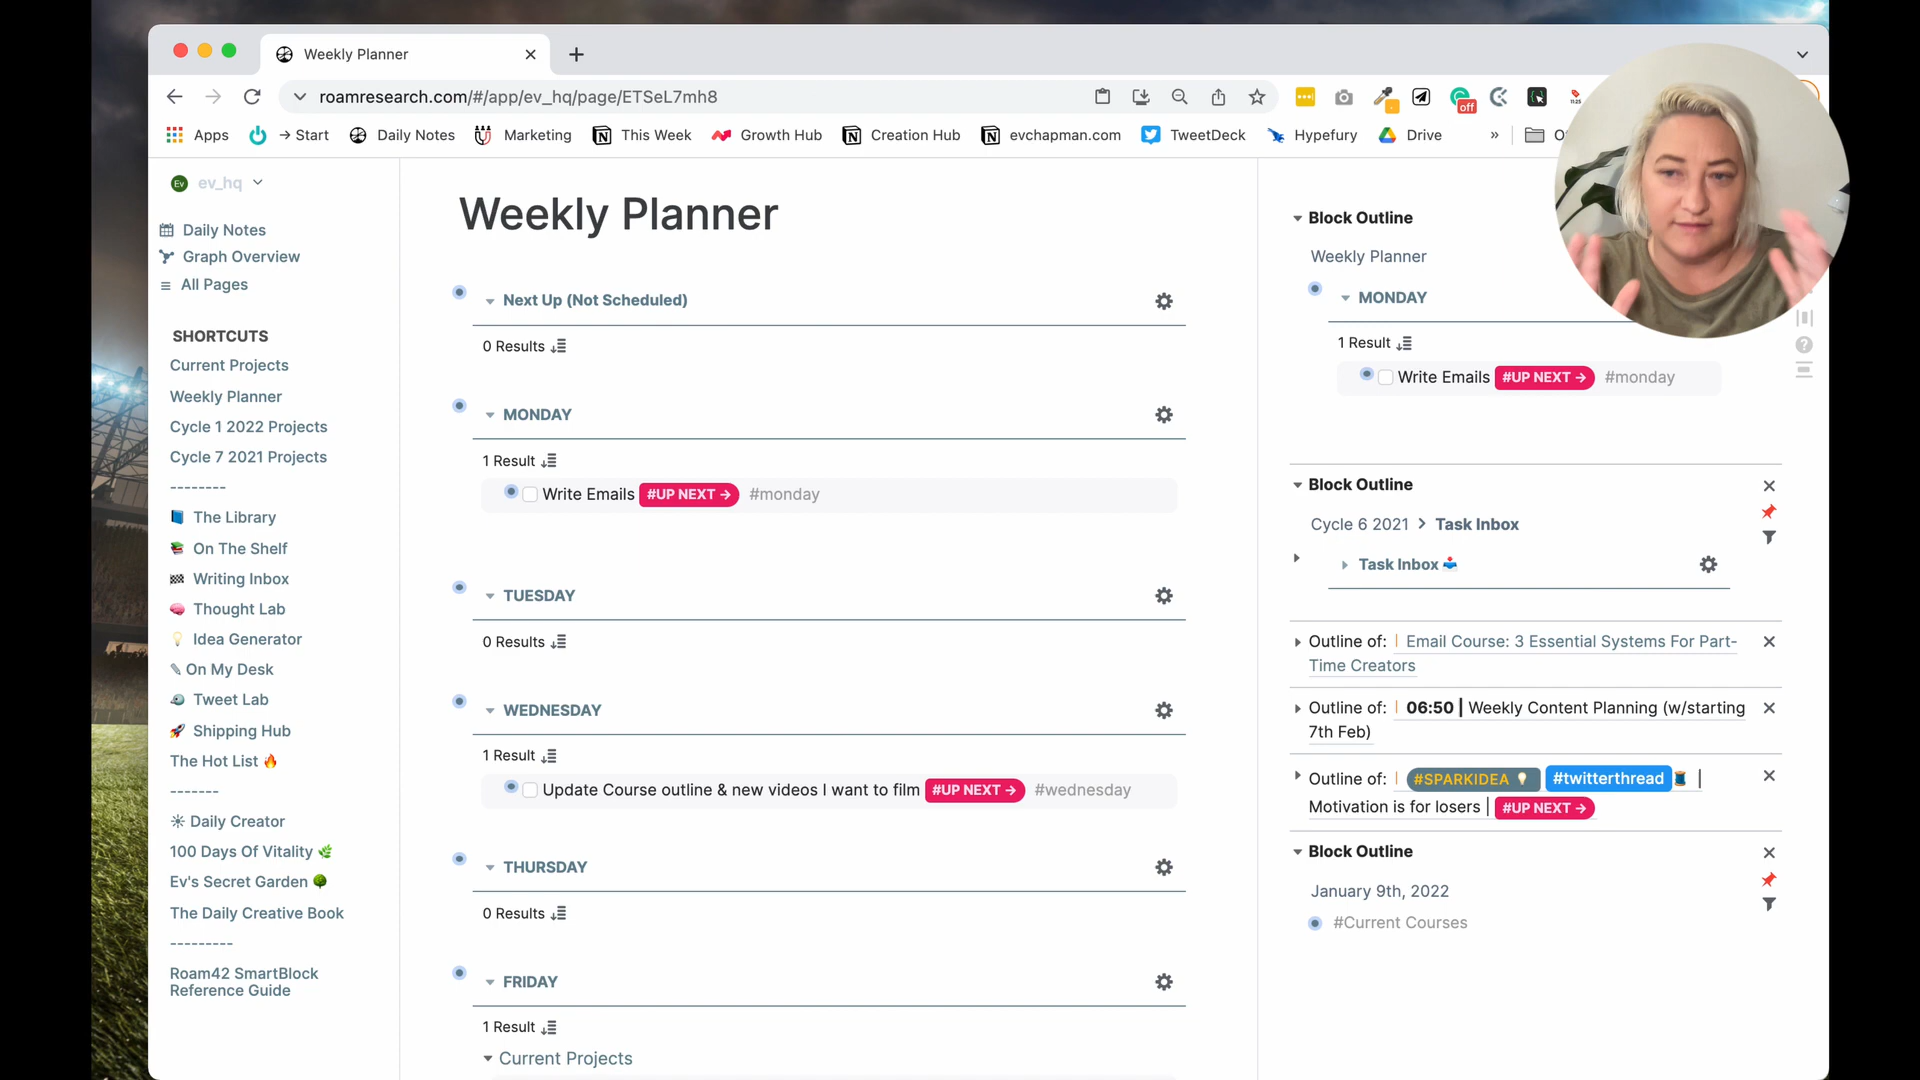 Weekly Planner
roamresearch.com/#/app/ev_hq/page/ETSeL7mh8
off
Apps
→ Start
Daily Notes
Marketing
This Week
Growth Hub
Creation Hub
evchapman.com
TweetDeck
Hypefury
Drive
»
Ev
ev_hq
Daily Notes
Graph Overview
All Pages
SHORTCUTS
Current Projects
Weekly Planner
Cycle 1 2022 Projects
Cycle 7 2021 Projects
--------
📘 The Library
📚 On The Shelf
🏁 Writing Inbox
🧠 Thought Lab
💡 Idea Generator
✎ On My Desk
Tweet Lab
🚀 Shipping Hub
The Hot List 🔥
-------
☀ Daily Creator
100 Days Of Vitality 🌿
Ev's Secret Garden 🌳
The Daily Creative Book
---------
Roam42 SmartBlock
Reference Guide
Weekly Planner
Next Up (Not Scheduled)
0 Results
MONDAY
1 Result
Write Emails #UP NEXT → #monday
TUESDAY
0 Results
WEDNESDAY
1 Result
Update Course outline & new videos I want to film #UP NEXT → #wednesday
THURSDAY
0 Results
FRIDAY
1 Result
Current Projects
Block Outline
Weekly Planner
MONDAY
1 Result
Write Emails #UP NEXT → #monday
Block Outline
Cycle 6 2021 > Task Inbox
Task Inbox 📥
Outline of: | Email Course: 3 Essential Systems For Part-
Time Creators
Outline of: | 06:50 | Weekly Content Planning (w/starting
7th Feb)
Outline of: | #SPARKIDEA 💡 #twitterthread 🧵 |
Motivation is for losers | #UP NEXT →
Block Outline
January 9th, 2022
#Current Courses